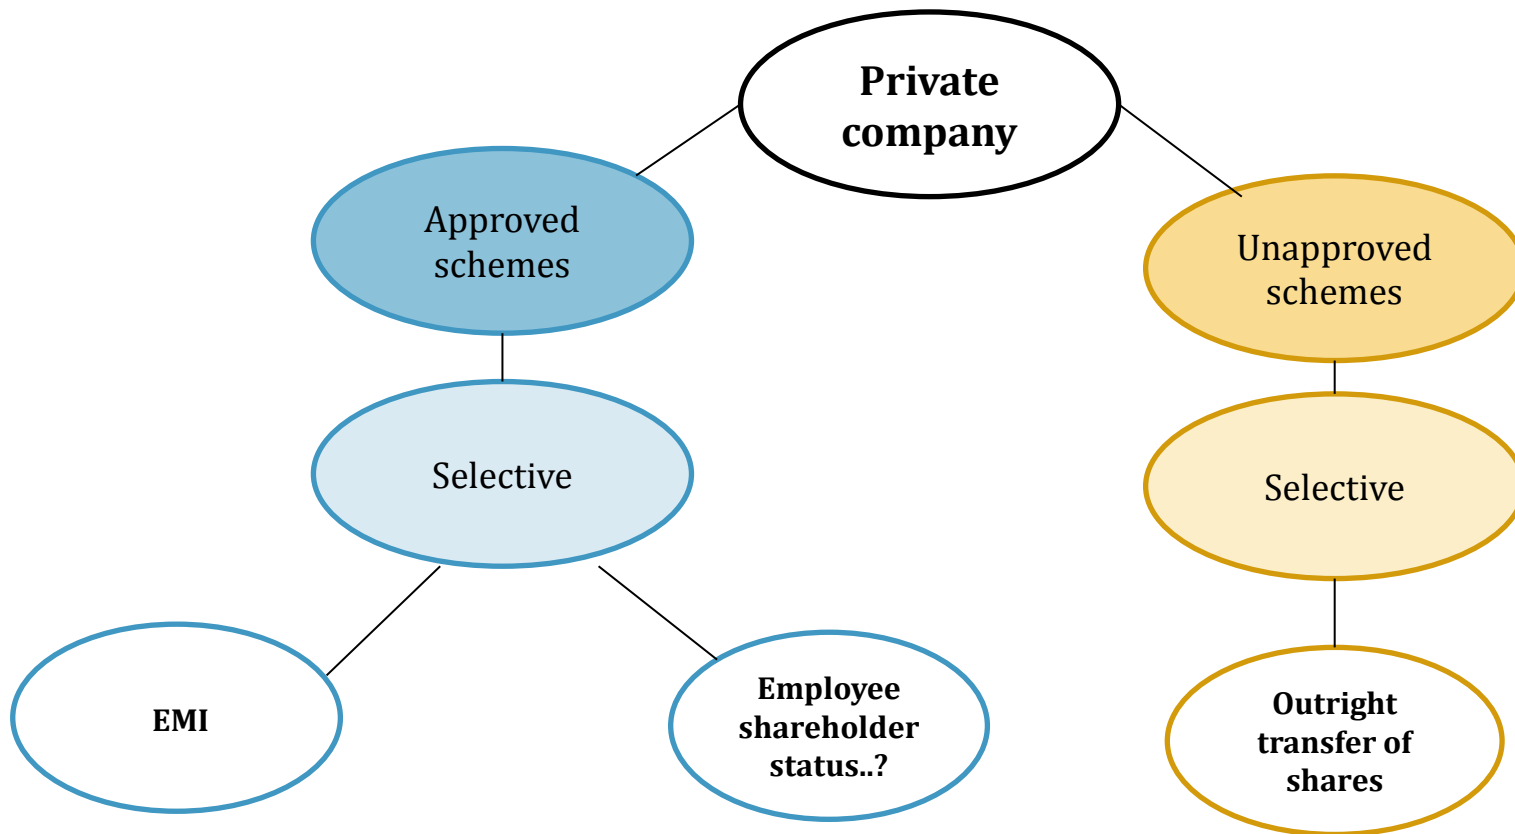 Private
company
Approved
schemes
Unapproved
schemes
Selective
Selective
EMI
Employee
shareholder
status..?
Outright
transfer of
shares